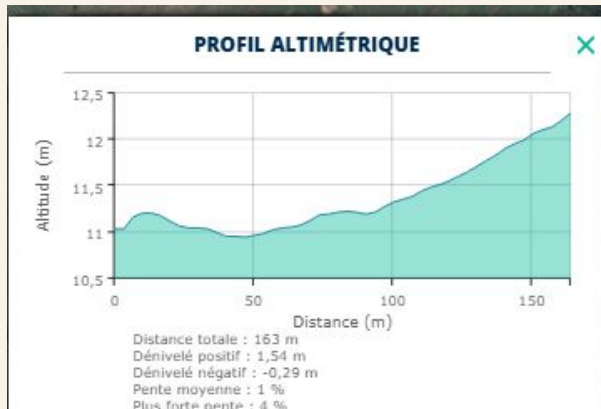 PROFIL ALTIMÉTRIQUE
12,5
12
11,5
11
10,5
Altitude (m)
0 50 100 150
Distance (m)
Distance totale : 163 m
Dénivelé positif : 1,54 m
Dénivelé négatif : -0,29 m
Pente moyenne : 1 %
Plus forte pente : 4 %